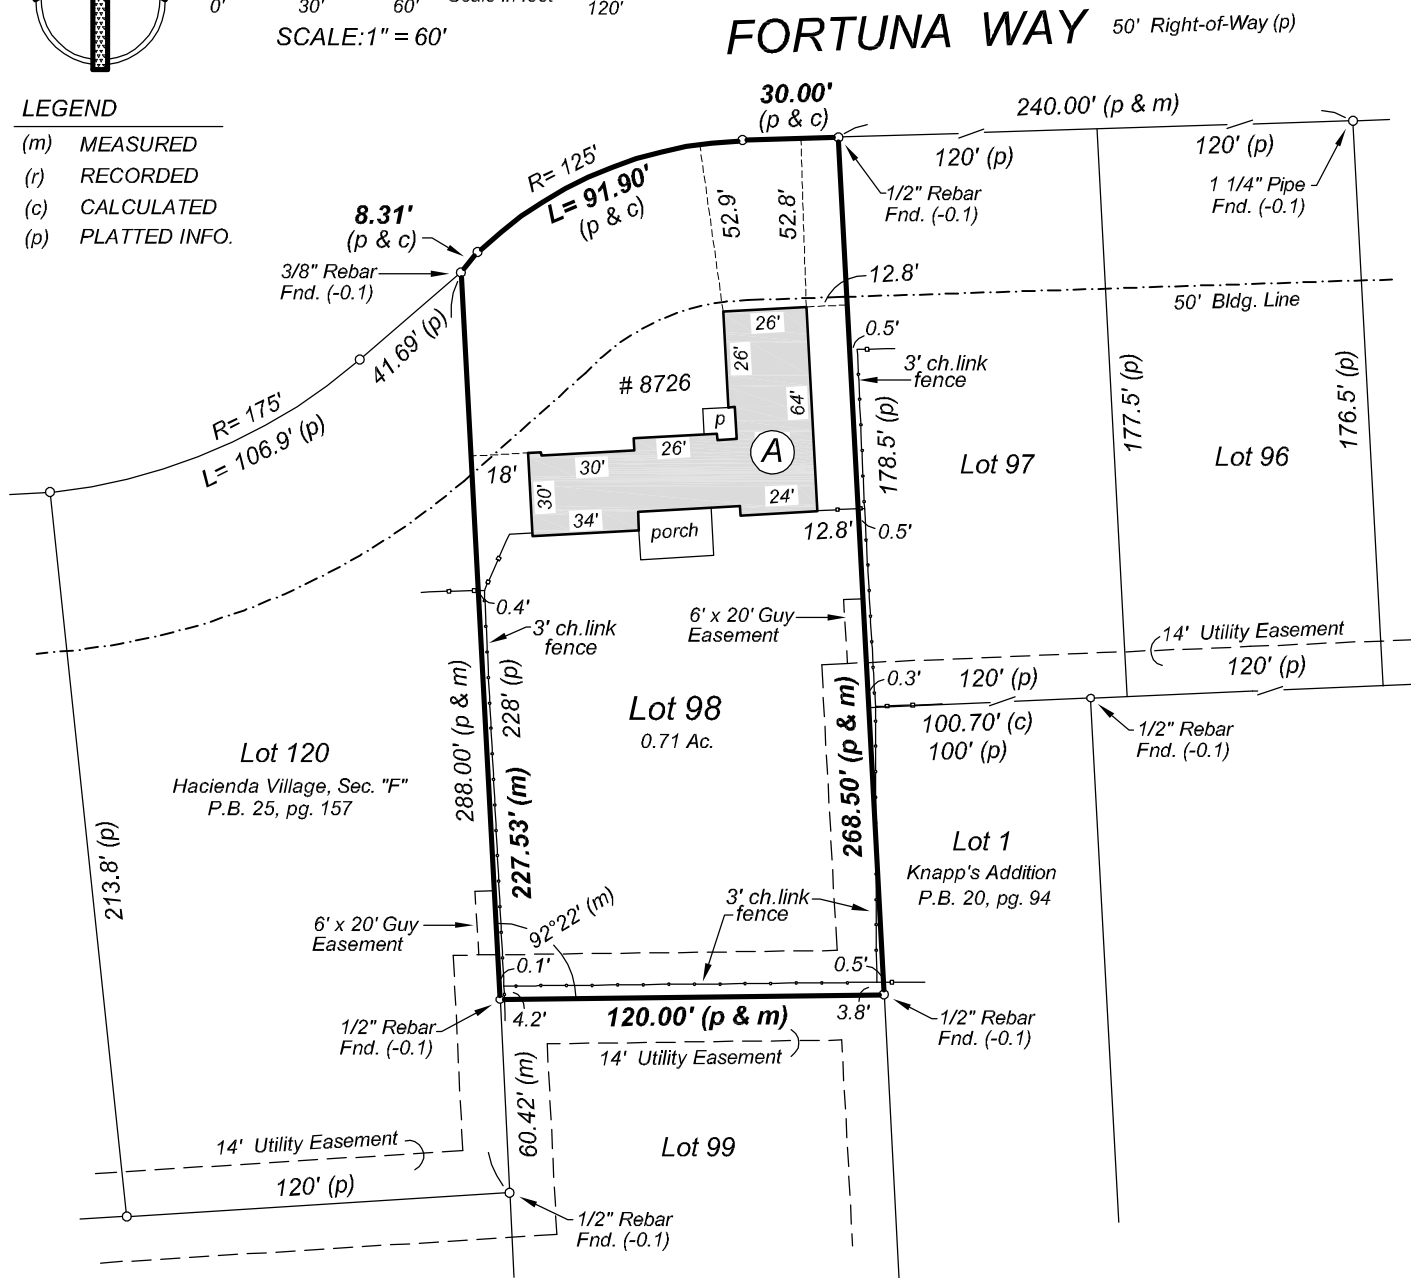 0' 30' 60' Scale in feet 120'
SCALE:1" = 60'
FORTUNA WAY 50' Right-of-Way (p)
LEGEND
(m) MEASURED
(r) RECORDED
(c) CALCULATED
(p) PLATTED INFO.
30.00'
(p & c)
240.00' (p & m)
120' (p)
120' (p)
R= 125'
L= 91.90'
(p & c)
8.31'
(p & c)
3/8" Rebar
Fnd. (-0.1)
52.9'
52.8'
1/2" Rebar
Fnd. (-0.1)
1 1/4" Pipe
Fnd. (-0.1)
12.8'
50' Bldg. Line
41.69' (p)
R= 175'
L= 106.9' (p)
26'
26'
64'
# 8726
p
A
26'
30'
18'
30'
34'
24'
porch
12.8'
0.5'
3' ch.link
fence
178.5' (p)
177.5' (p)
176.5' (p)
Lot 97
Lot 96
0.5'
0.4'
3' ch.link
fence
6' x 20' Guy
Easement
14' Utility Easement
120' (p)
120' (p)
0.3'
100.70' (c)
100' (p)
1/2" Rebar
Fnd. (-0.1)
288.00' (p & m)
228' (p)
227.53' (m)
Lot 98
0.71 Ac.
268.50' (p & m)
Lot 120
Hacienda Village, Sec. "F"
P.B. 25, pg. 157
213.8' (p)
Lot 1
Knapp's Addition
P.B. 20, pg. 94
3' ch.link
fence
6' x 20' Guy
Easement
92°22' (m)
0.1'
0.5'
4.2'
120.00' (p & m)
3.8'
1/2" Rebar
Fnd. (-0.1)
1/2" Rebar
Fnd. (-0.1)
14' Utility Easement
60.42' (m)
Lot 99
14' Utility Easement
120' (p)
1/2" Rebar
Fnd. (-0.1)